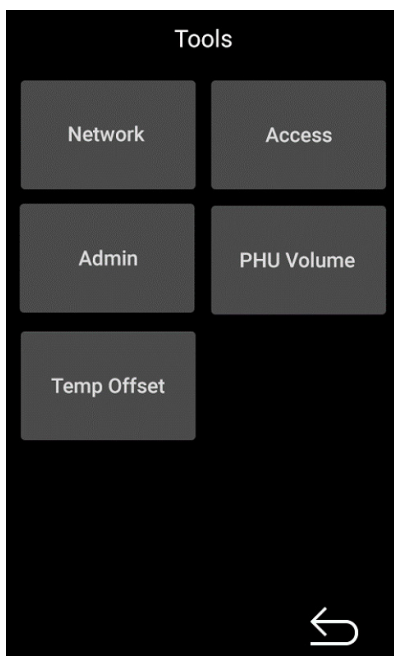 Tools
Network
Access
Admin
PHU Volume
Temp Offset